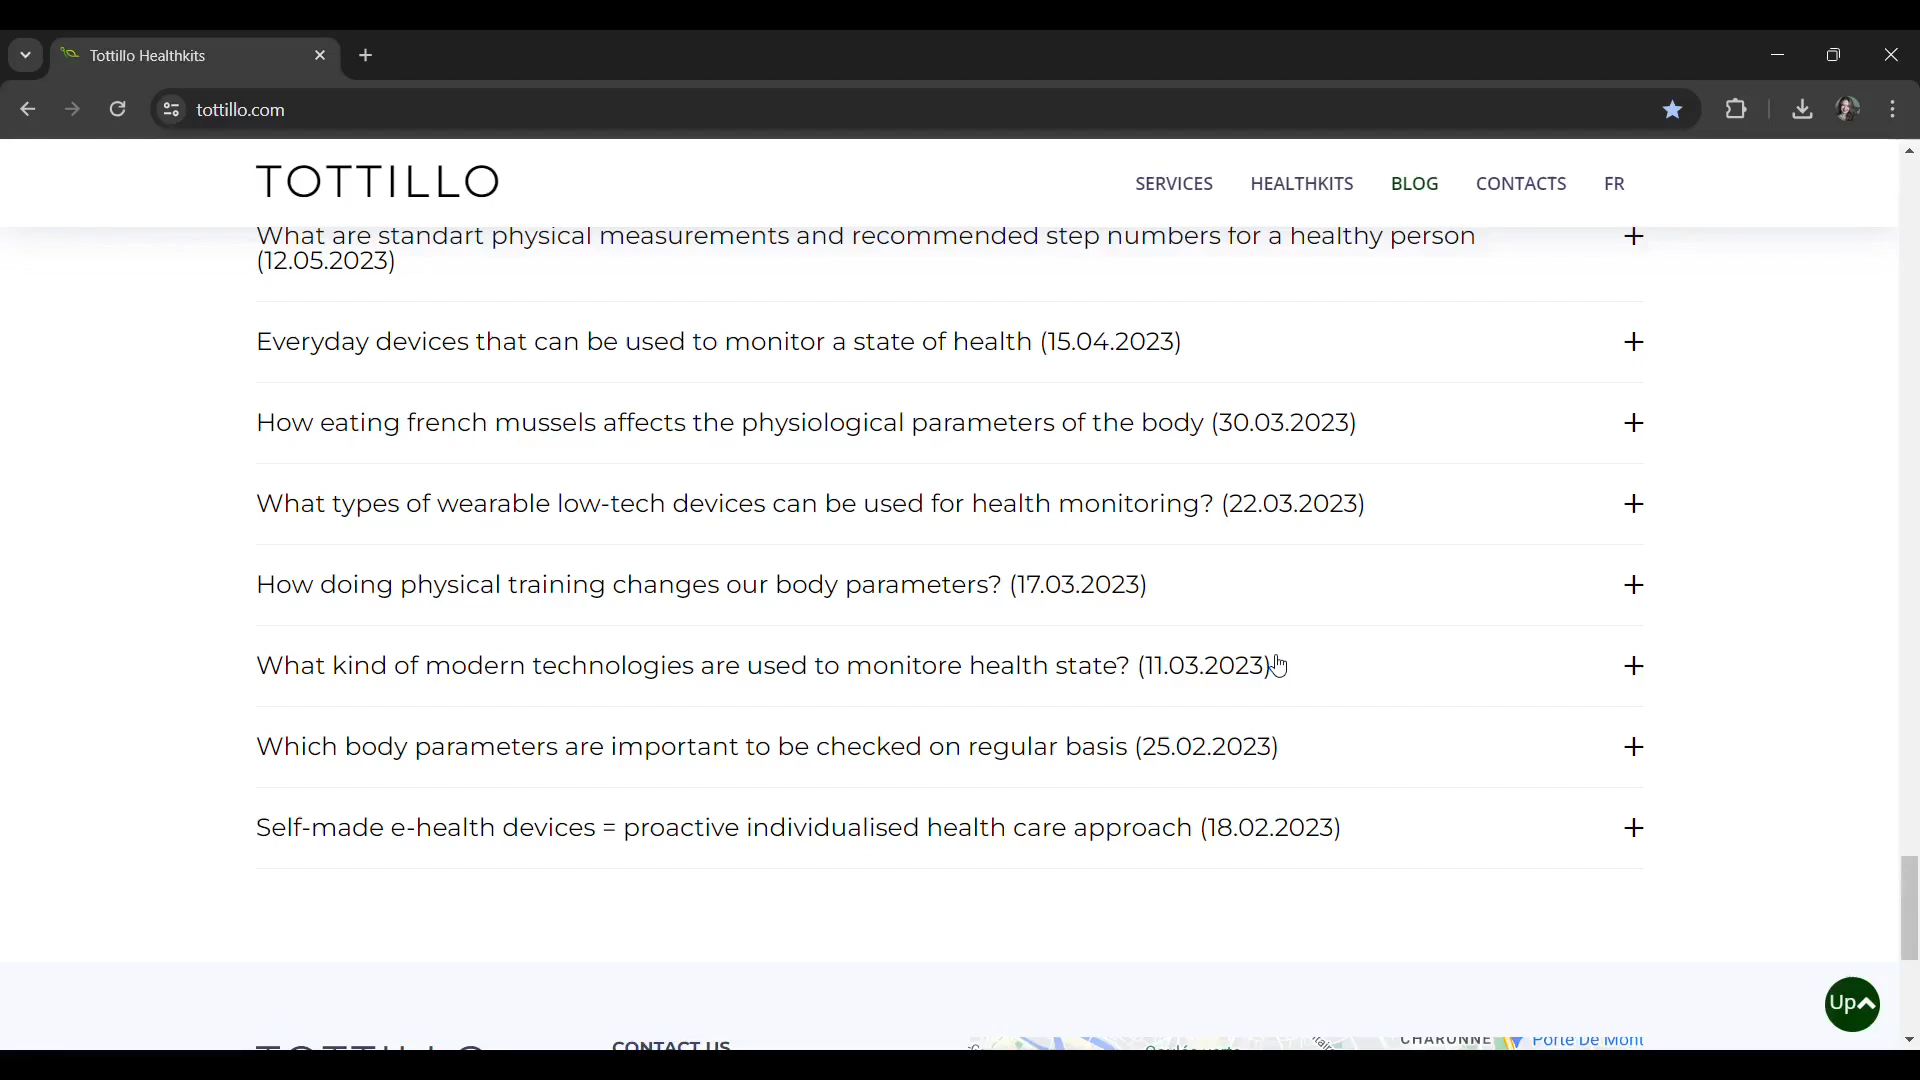 Tottillo Healthkits
tottillo.com
TOTTILLO
SERVICES HEALTHKITS BLOG CONTACTS FR
What are standart physical measurements and recommended step numbers for a healthy person
(12.05.2023)
Everyday devices that can be used to monitor a state of health (15.04.2023)
How eating french mussels affects the physiological parameters of the body (30.03.2023)
What types of wearable low-tech devices can be used for health monitoring? (22.03.2023)
How doing physical training changes our body parameters? (17.03.2023)
What kind of modern technologies are used to monitore health state? (11.03.2023)
Which body parameters are important to be checked on regular basis (25.02.2023)
Self-made e-health devices = proactive individualised health care approach (18.02.2023)
Up
TOTTILLO
CONTACT US
CHARONNE
Porte De Mont